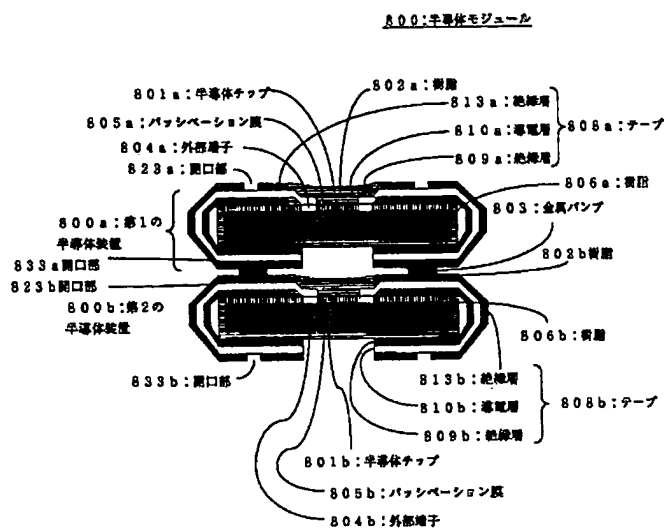 800:半導体モジュール
801a:半導体チップ
802a:樹脂
805a:パッシベーション膜
813a:絶縁層
804a:外部端子
810a:導電層
808a:テープ
823a:開口部
809a:絶縁層
806a:樹脂
800a:第1の
半導体装置
803:金属バンプ
833a開口部
802b樹脂
823b開口部
800b:第2の
半導体装置
806b:樹脂
833b:開口部
813b:絶縁層
810b:導電層
808b:テープ
809b:絶縁層
801b:半導体チップ
805b:パッシベーション膜
804b:外部端子